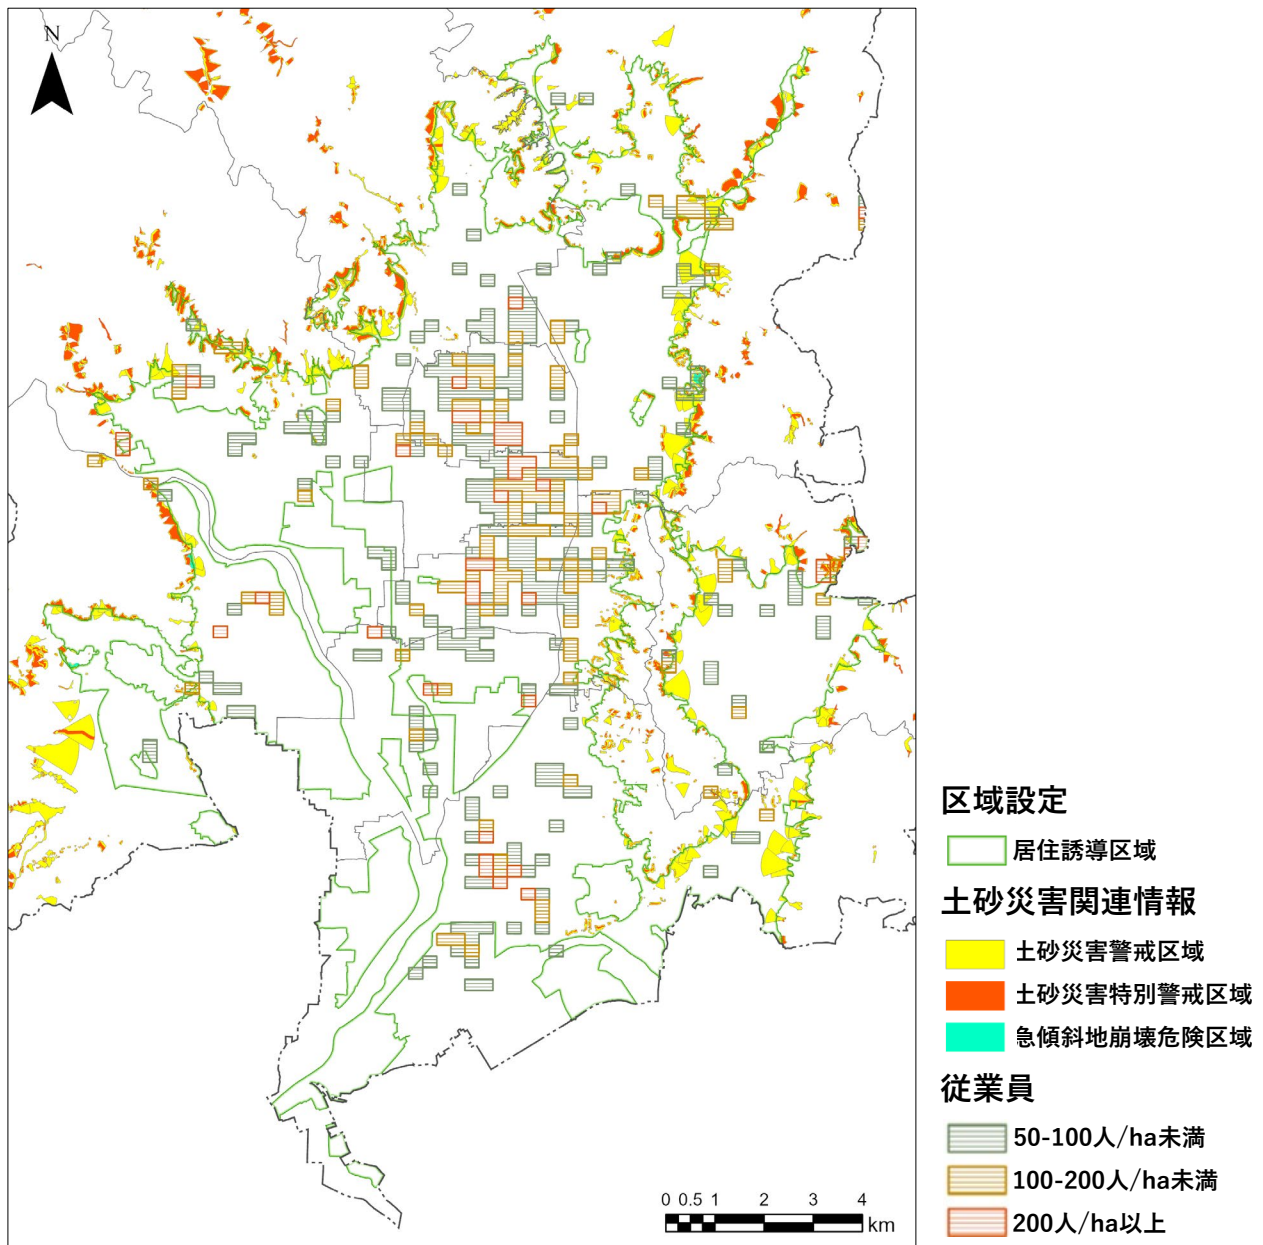 N
区域設定
居住誘導区域
土砂災害関連情報
土砂災害警戒区域
土砂災害特別警戒区域
急傾斜地崩壊危険区域
従業員
50-100人/ha未満
100-200人/ha未満
200人/ha以上
0 0.5 1 2 3 4
km